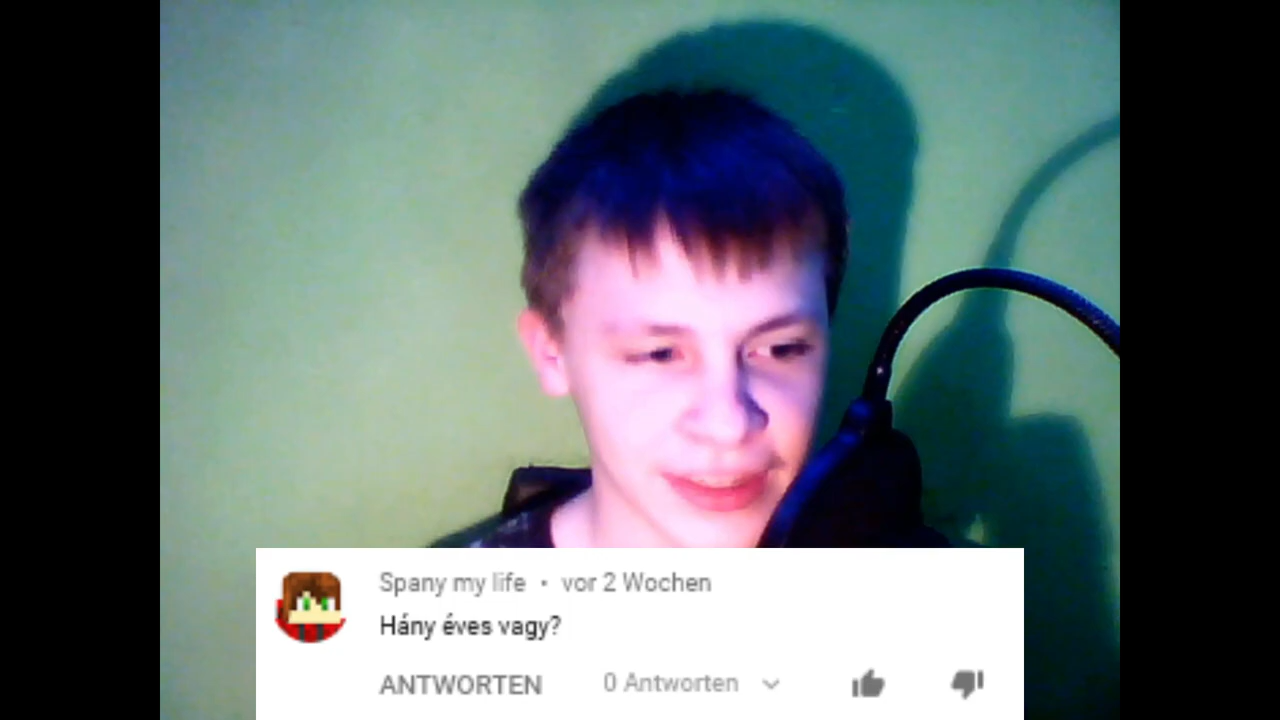 Spany my life • vor 2 Wochen
Hány éves vagy?
ANTWORTEN 0 Antworten